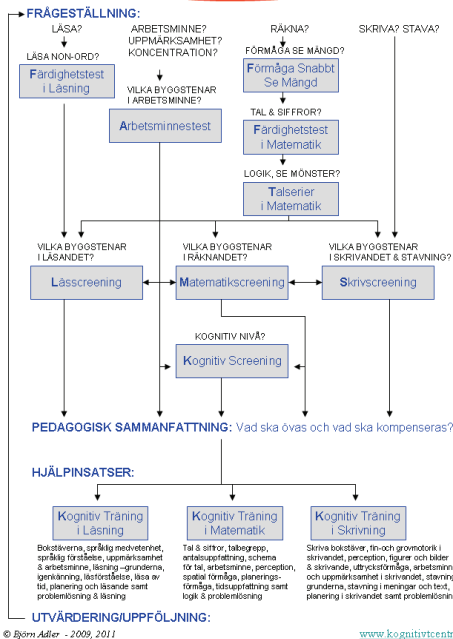 FRÅGESTÄLLNING:
LÄSA?
ARBETSMINNE?
UPPMÄRKSAMHET?
KONCENTRATION?
RÄKNA?
SKRIVA? STAVA?
LÄSA NON-ORD?
Färdighetstest
i Läsning
VILKA BYGGSTENAR
I ARBETSMINNE?
Arbetsminnestest
FÖRMÅGA SE MÄNGD?
Förmåga Snabbt
Se Mängd
TAL & SIFFROR?
Färdighetstest
i Matematik
LOGIK, SE MÖNSTER?
Talserier
i Matematik
VILKA BYGGSTENAR
I LÄSANDET?
Lässcreening
VILKA BYGGSTENAR
I RÄKNANDET?
Matematikscreening
VILKA BYGGSTENAR
I SKRIVANDET & STAVNING?
Skrivscreening
KOGNITIV NIVÅ?
Kognitiv Screening
PEDAGOGISK SAMMANFATTNING: Vad ska övas och vad ska kompenseras?
HJÄLPINSATSER:
Kognitiv Träning
i Läsning
Bokstäverna, språklig medvetenhet,
språklig förståelse, uppmärksamhet
& arbetsminne, läsning –grunderna,
igenkänning, läsförståelse, läsa av
tid, planering och läsande samt
problemlösning & läsning
Kognitiv Träning
i Matematik
Tal & siffror, talbegrepp,
antalsuppfattning, schema
för tal, arbetsminne, perception,
spatial förmåga, planerings-
förmåga, tidsuppfattning samt
logik & problemlösning
Kognitiv Träning
i Skrivning
Skriva bokstäver, fin-och grovmotorik i
skrivandet, perception, figurer och bilder
& skrivande, uttrycksförmåga, arbetsminn
och uppmärksamhet i skrivandet, stavning
grunderna, stavning i meningar och text,
planering i skrivandet samt problemlösnin
UTVÄRDERING/UPPFÖLJNING:
© Björn Adler - 2009, 2011
www.kognitivtcentr